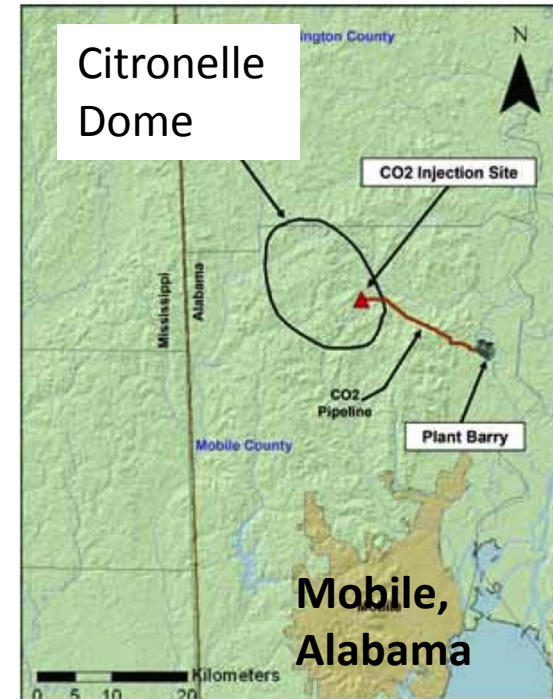 Citronelle
Dome
ington County
N
CO2 Injection Site
Mississippi
Alabama
CO2
Pipeline
Plant Barry
Mobile County
Mobile,
Alabama
Kilometers
0 5 10 20